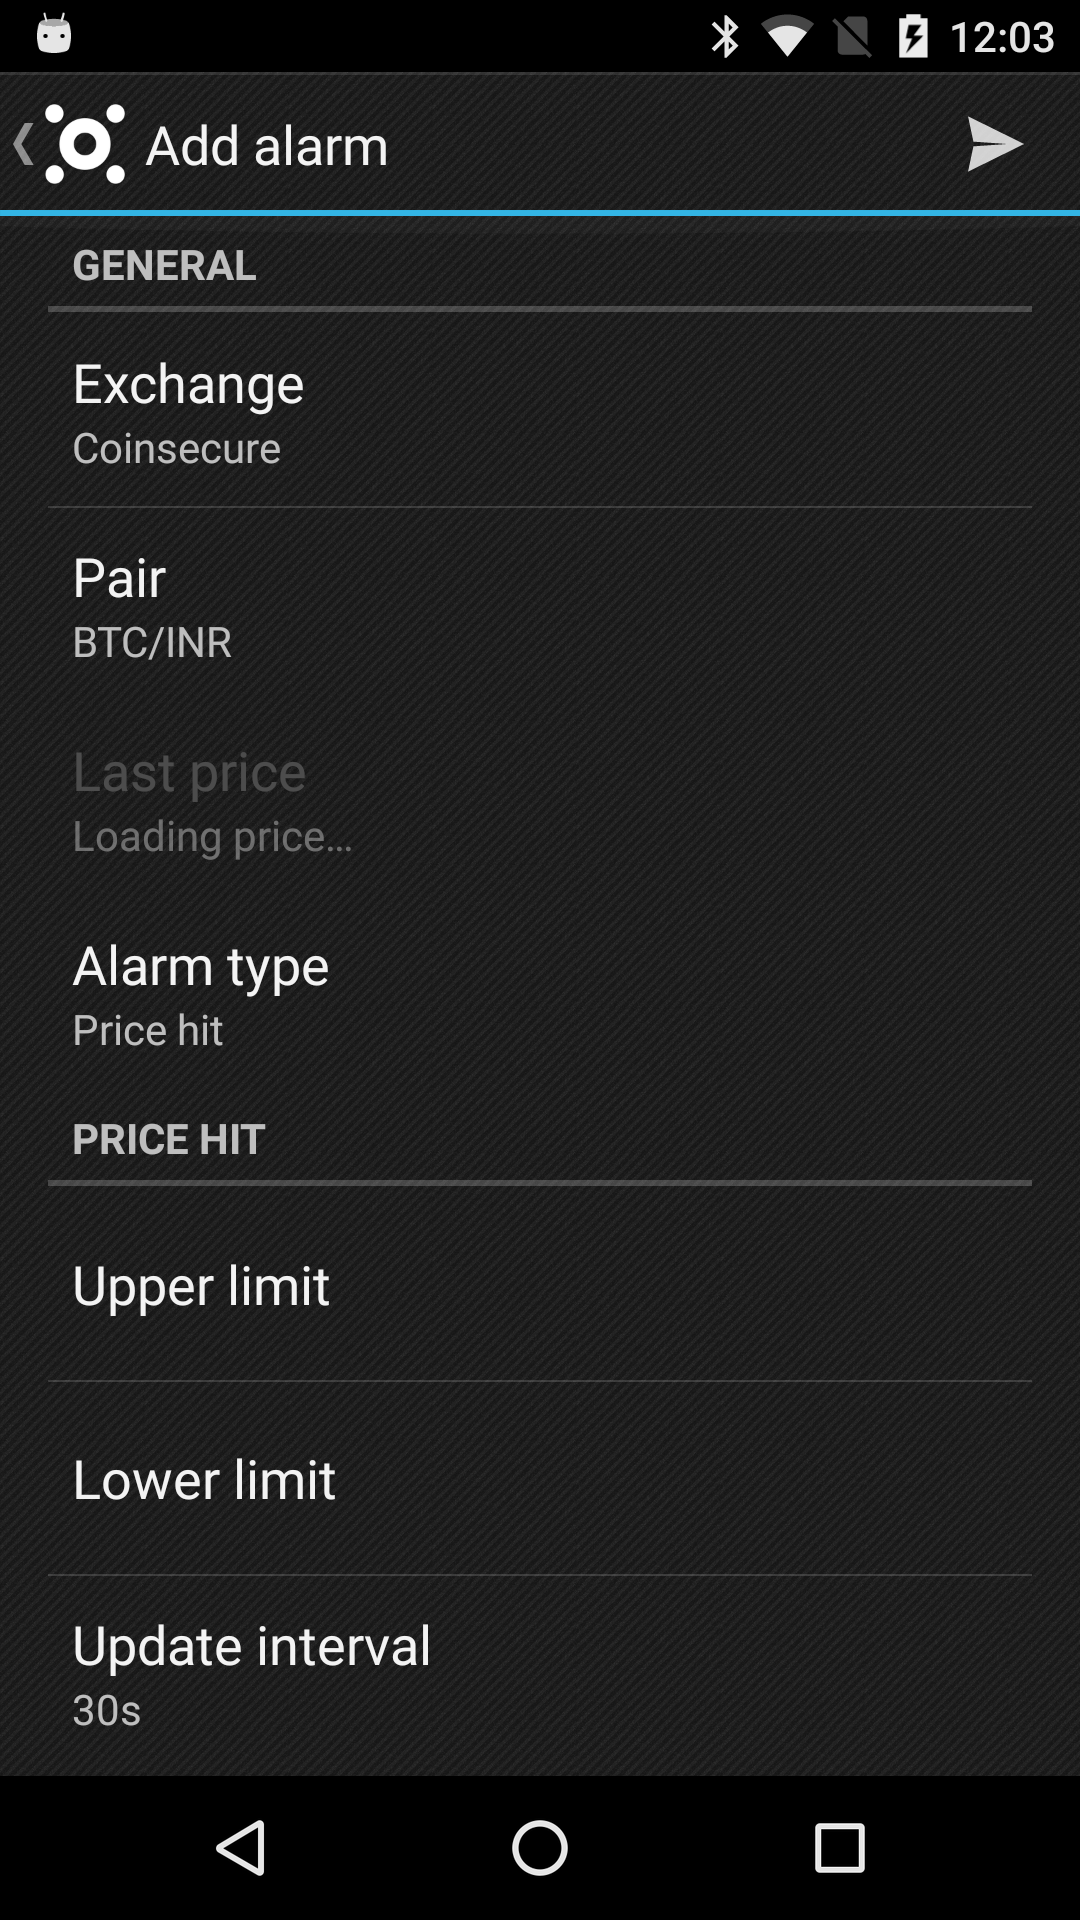 12:03
Add alarm
GENERAL
Exchange
Coinsecure
Pair
BTC/INR
Last price
Loading price...
Alarm type
Price hit
PRICE HIT
Upper limit
Lower limit
Update interval
30s